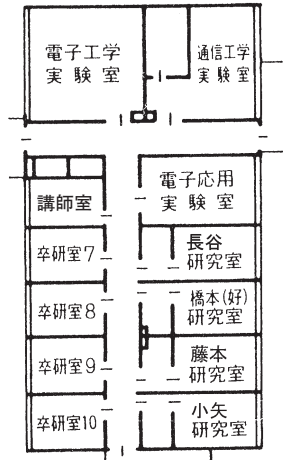 電子工学
実験室
通信工学
実験室
講師室
電子応用
実験室
卒研室7
長谷
研究室
卒研室8
橋本(好)
研究室
卒研室9
藤本
研究室
卒研室10
小矢
研究室